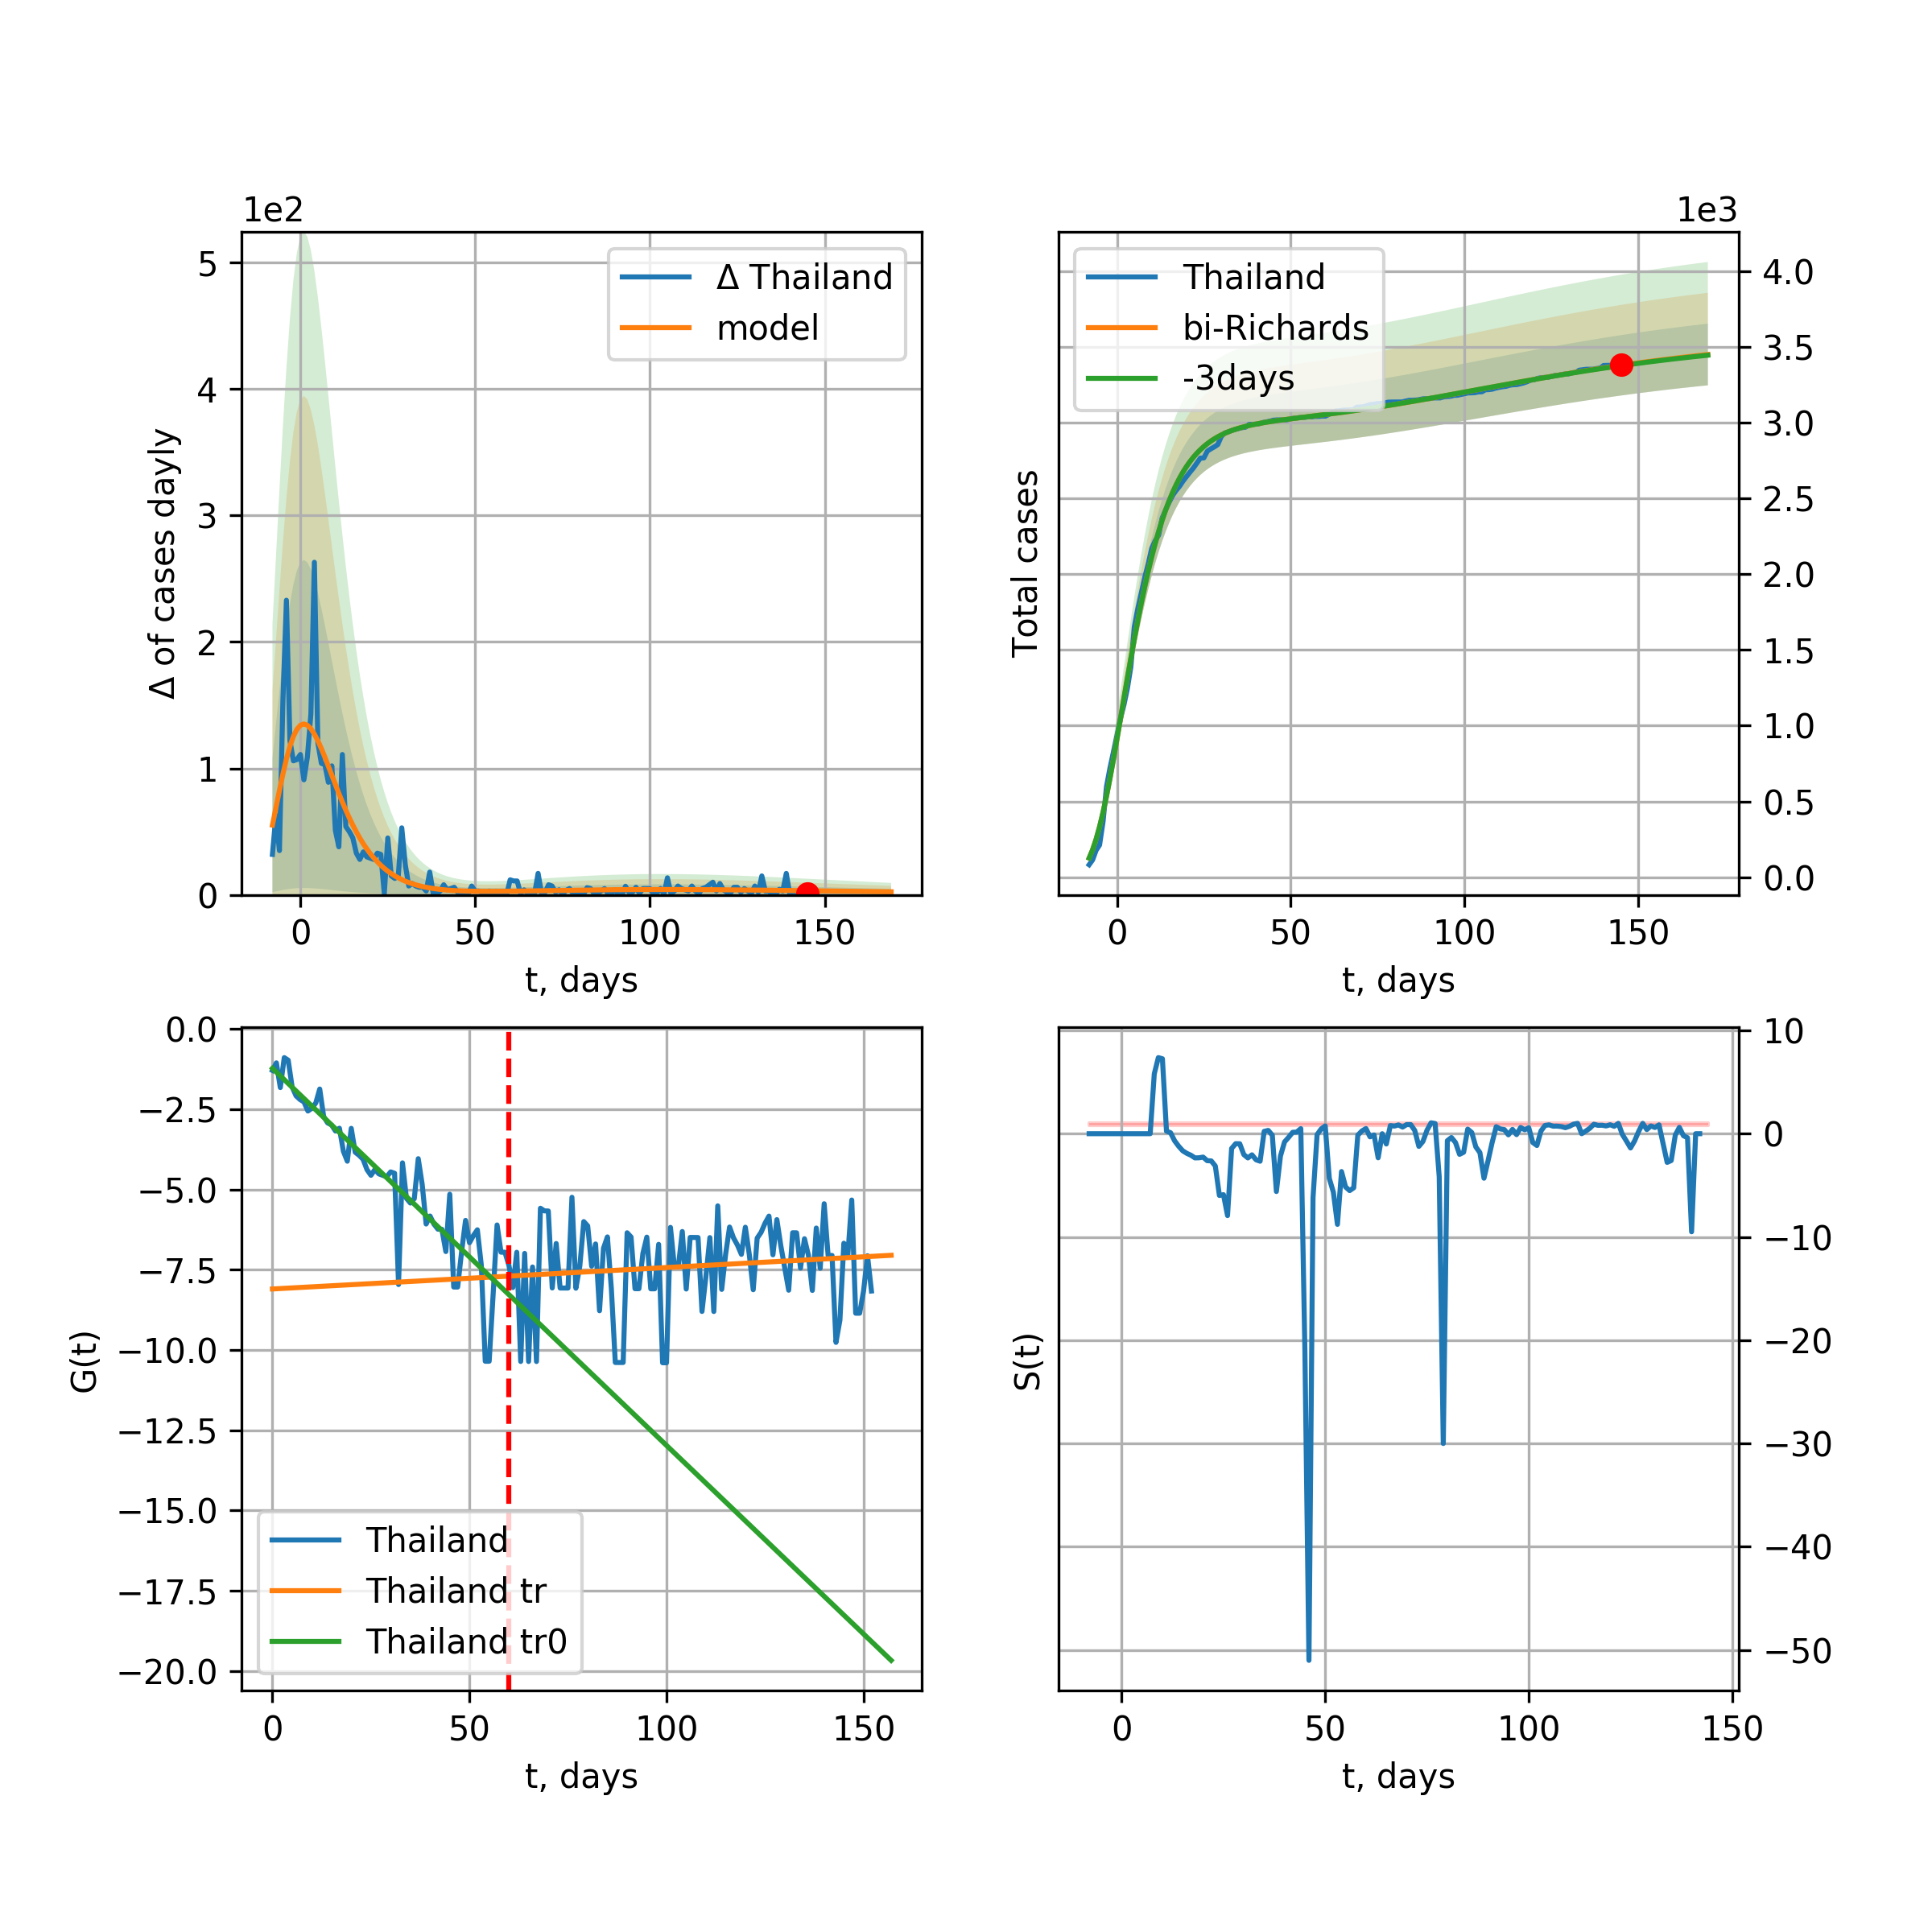 1e2
5
4
3
2
1
0
Δ of cases dayly
Δ Thailand
model
0 50 100 150
t, days
1e3
Thailand
bi-Richards
-3days
Total cases
4.0
3.5
3.0
2.5
2.0
1.5
1.0
0.5
0.0
0 50 100 150
t, days
0.0
−2.5
−5.0
−7.5
−10.0
−12.5
−15.0
−17.5
−20.0
G(t)
Thailand
Thailand tr
Thailand tr0
0 50 100 150
t, days
S(t)
10
0
−10
−20
−30
−40
−50
0 50 100 150
t, days